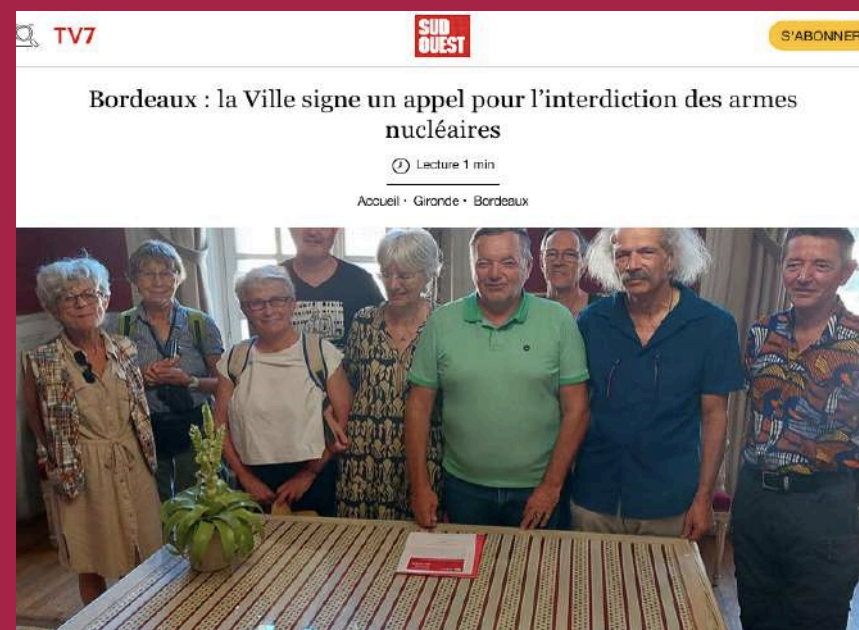 TV7
SUD
OUEST
S'ABONNER
Bordeaux : la Ville signe un appel pour l'interdiction des armes
nucléaires
Lecture 1 min
Accueil · Gironde · Bordeaux